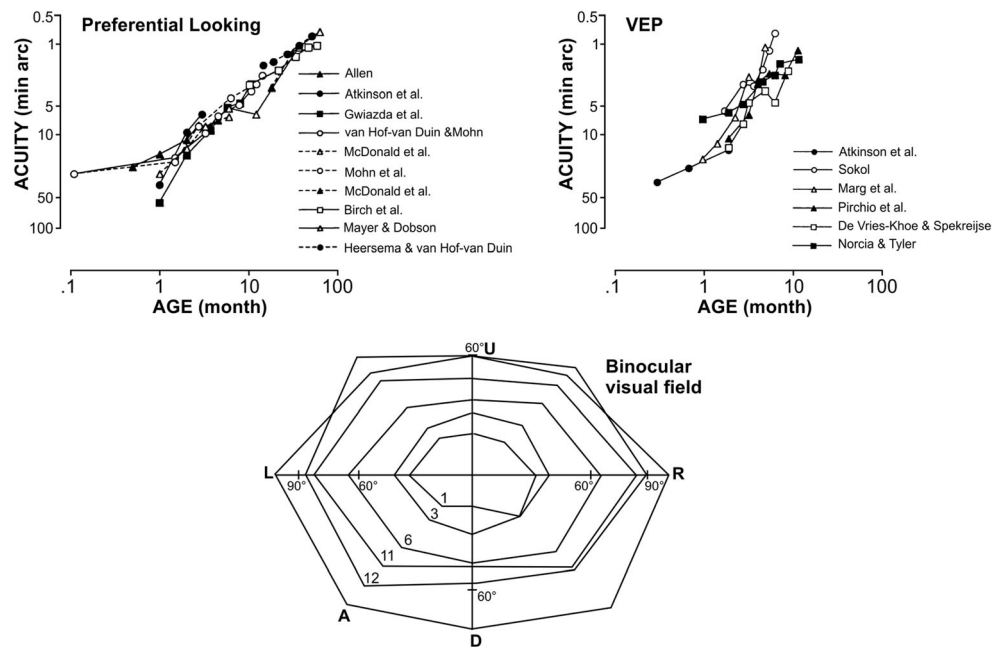 Preferential Looking
ACUITY (min arc)
0.5
1
5
10
50
100
.1
1
10
100
AGE (month)
Allen
Atkinson et al.
Gwiazda et al.
van Hof-van Duin &Mohn
McDonald et al.
Mohn et al.
McDonald et al.
Birch et al.
Mayer & Dobson
Heersema & van Hof-van Duin
VEP
ACUITY (min arc)
0.5
1
5
10
50
100
.1
1
10
100
AGE (month)
Atkinson et al.
Sokol
Marg et al.
Pirchio et al.
De Vries-Khoe & Spekreijse
Norcia & Tyler
Binocular
visual field
60°
U
L
90°
60°
60°
90°
R
1
3
6
11
12
60°
A
D